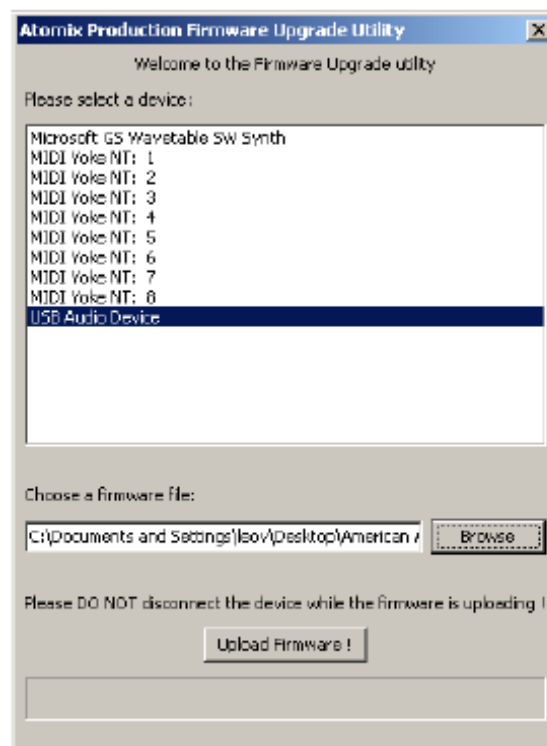 Atomix Production Firmware Upgrade Utility
Welcome to the Firmware Upgrade utility
Please select a device:
Microsoft GS Wavetable SW Synth
MIDI Yoke NT: 1
MIDI Yoke NT: 2
MIDI Yoke NT: 3
MIDI Yoke NT: 4
MIDI Yoke NT: 5
MIDI Yoke NT: 6
MIDI Yoke NT: 7
MIDI Yoke NT: 8
USB Audio Device
Choose a firmware file:
C:\Documents and Settings\leov\Desktop\American A
Browse
Please DO NOT disconnect the device while the firmware is uploading !
Upload Firmware !